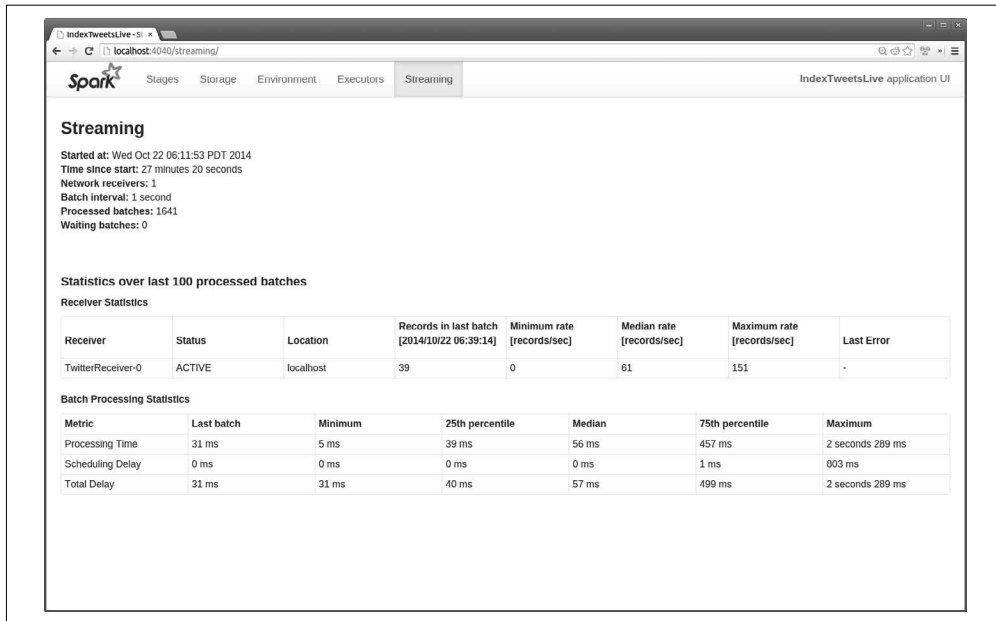 IndexTweetsLive - St ×
localhost:4040/streaming/
Spark Stages Storage Environment Executors Streaming IndexTweetsLive application UI
Streaming
Started at: Wed Oct 22 06:11:53 PDT 2014
Time since start: 27 minutes 20 seconds
Network receivers: 1
Batch interval: 1 second
Processed batches: 1641
Waiting batches: 0
Statistics over last 100 processed batches
Receiver Statistics
Receiver Status Location Records in last batch [2014/10/22 06:39:14] Minimum rate [records/sec] Median rate [records/sec] Maximum rate [records/sec] Last Error
TwitterReceiver-0 ACTIVE localhost 39 0 61 151 -
Batch Processing Statistics
Metric Last batch Minimum 25th percentile Median 75th percentile Maximum
Processing Time 31 ms 5 ms 39 ms 56 ms 457 ms 2 seconds 289 ms
Scheduling Delay 0 ms 0 ms 0 ms 0 ms 1 ms 803 ms
Total Delay 31 ms 31 ms 40 ms 57 ms 499 ms 2 seconds 289 ms